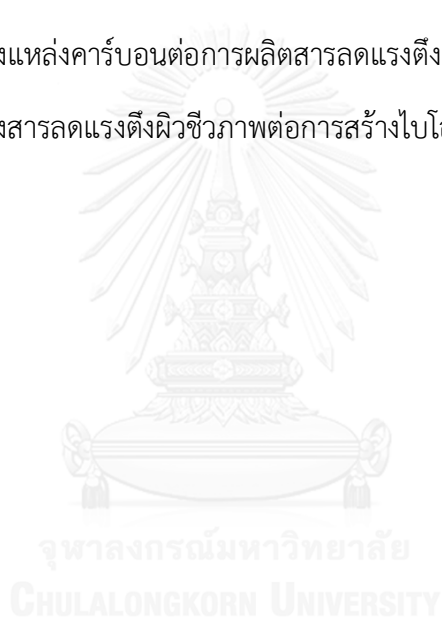 งแหล่งคาร์บอนต่อการผลิตสารลดแรงตึง
งสารลดแรงตึงผิวชีวภาพต่อการสร้างไบโ
จุฬาลงกรณ์มหาวิทยาลัย
CHULALONGKORN UNIVERSITY